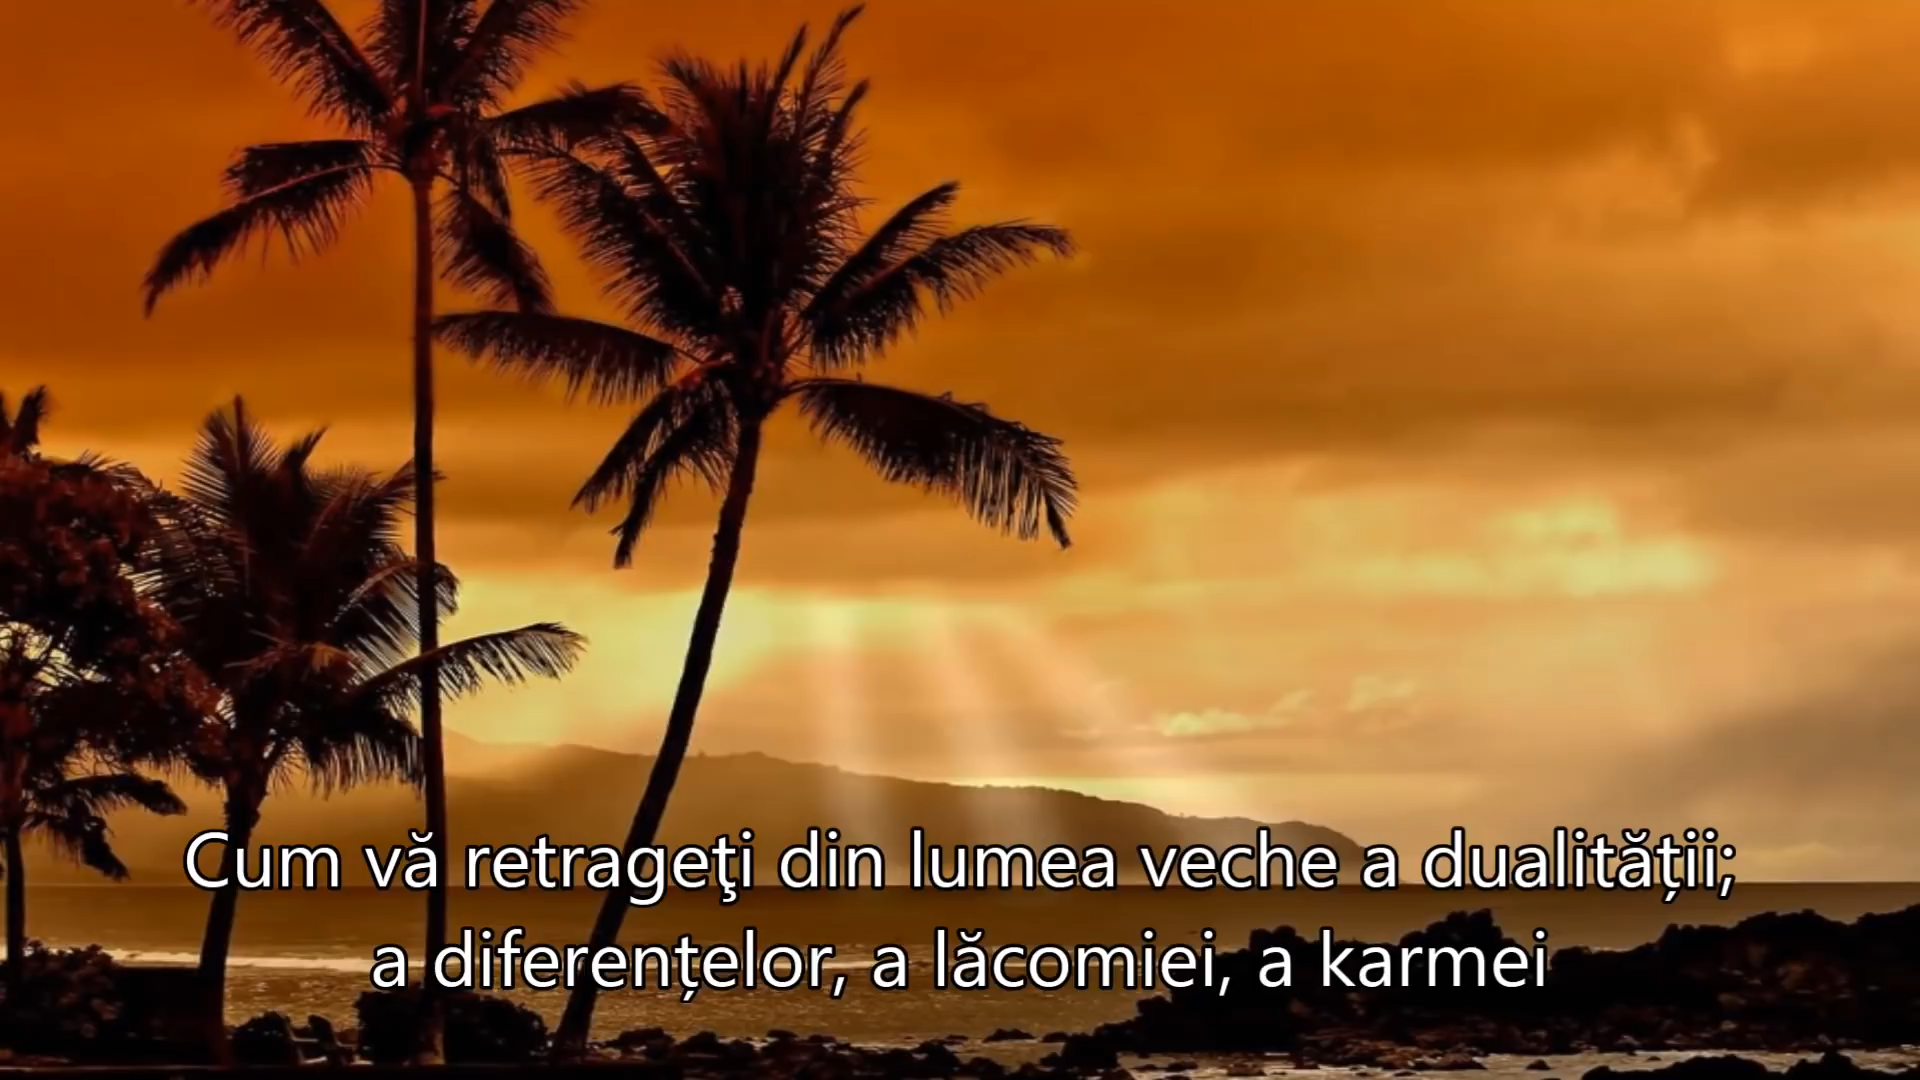 Cum vă retrageţi din lumea veche a dualității;
a diferențelor, a lăcomiei, a karmei